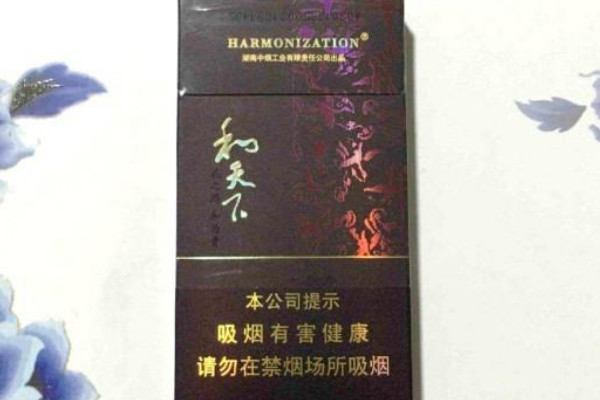 HARMONIZATION®
湖南中烟工业有限责任公司出品
和天下
本公司提示
吸烟有害健康
请勿在禁烟场所吸烟